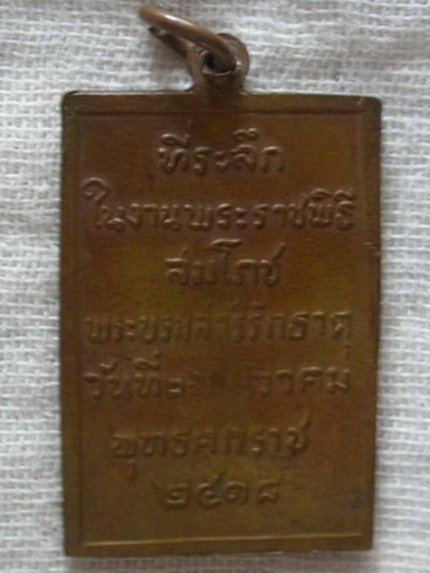 ที่ระลึก
ในงานพระราชพิธี
สมโภช
พระบรมสารีริกธาตุ
วันที่
พุทธศกราช
๒๔๑๘